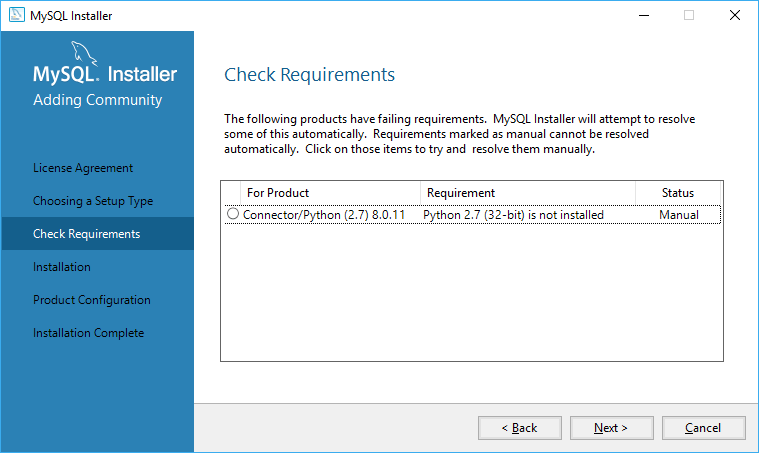 MySQL Installer
MySQL. Installer
Adding Community
License Agreement
Choosing a Setup Type
Check Requirements
Installation
Product Configuration
Installation Complete
Check Requirements
The following products have failing requirements.  MySQL Installer will attempt to resolve
some of this automatically.  Requirements marked as manual cannot be resolved
automatically.  Click on those items to try and  resolve them manually.
For Product Requirement Status
Connector/Python (2.7) 8.0.11 Python 2.7 (32-bit) is not installed Manual
< Back Next > Cancel